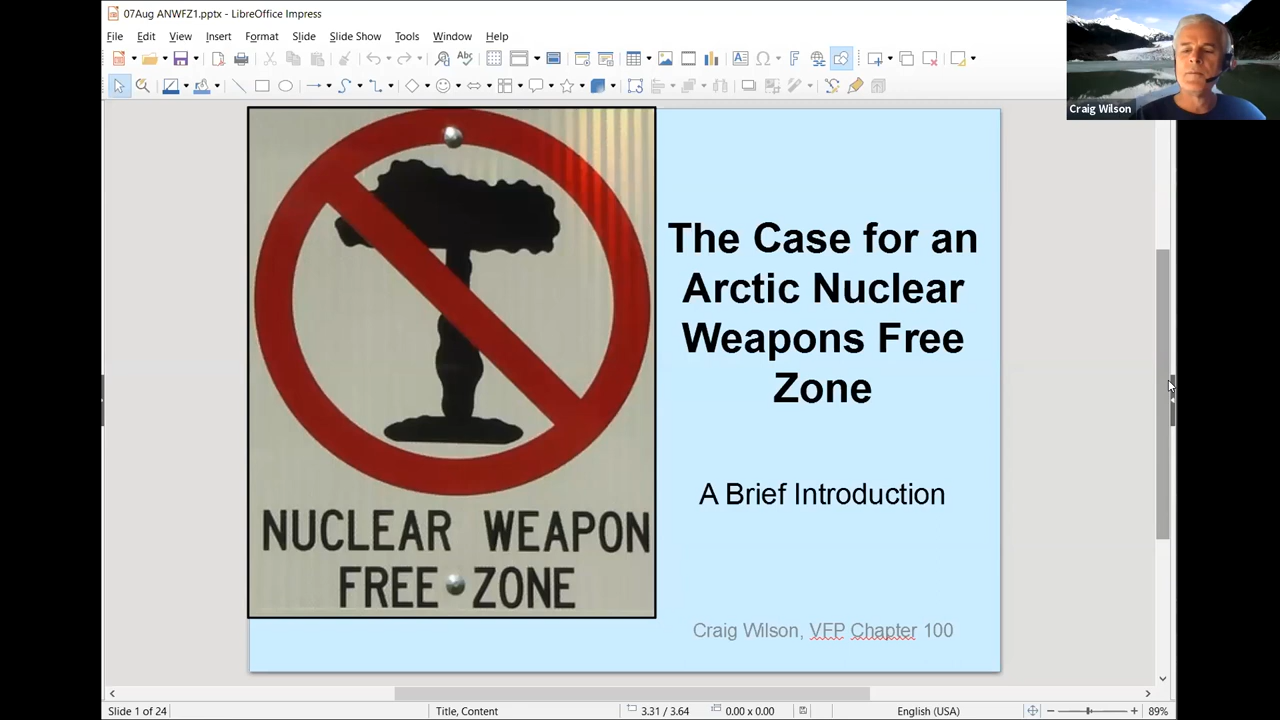 07Aug ANWFZ1.pptx - LibreOffice Impress
File Edit View Insert Format Slide Slide Show Tools Window Help
Craig Wilson
The Case for an
Arctic Nuclear
Weapons Free
Zone
A Brief Introduction
NUCLEAR WEAPON
FREE ZONE
Craig Wilson, VFP Chapter 100
Slide 1 of 24 Title, Content 3.31 / 3.64 0.00 x 0.00 English (USA) 89%